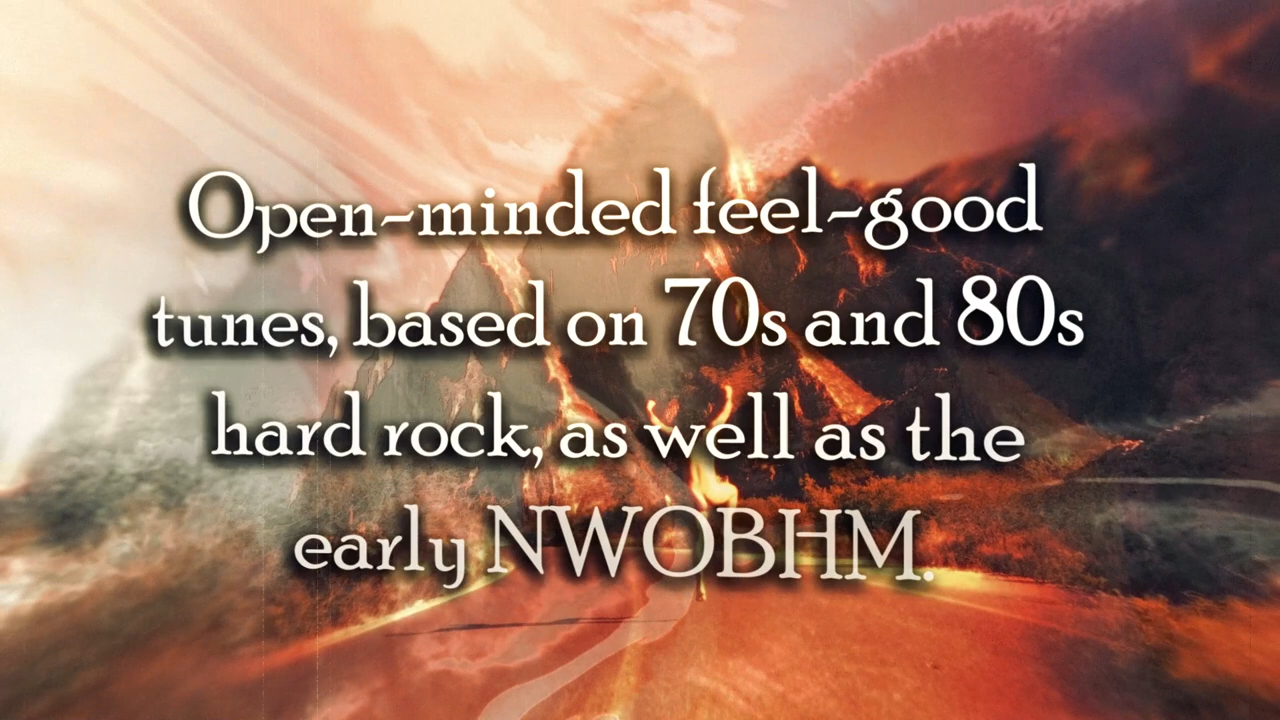 Open-minded feel-good
tunes, based on 70s and 80s
hard rock, as well as the
early NWOBHM.